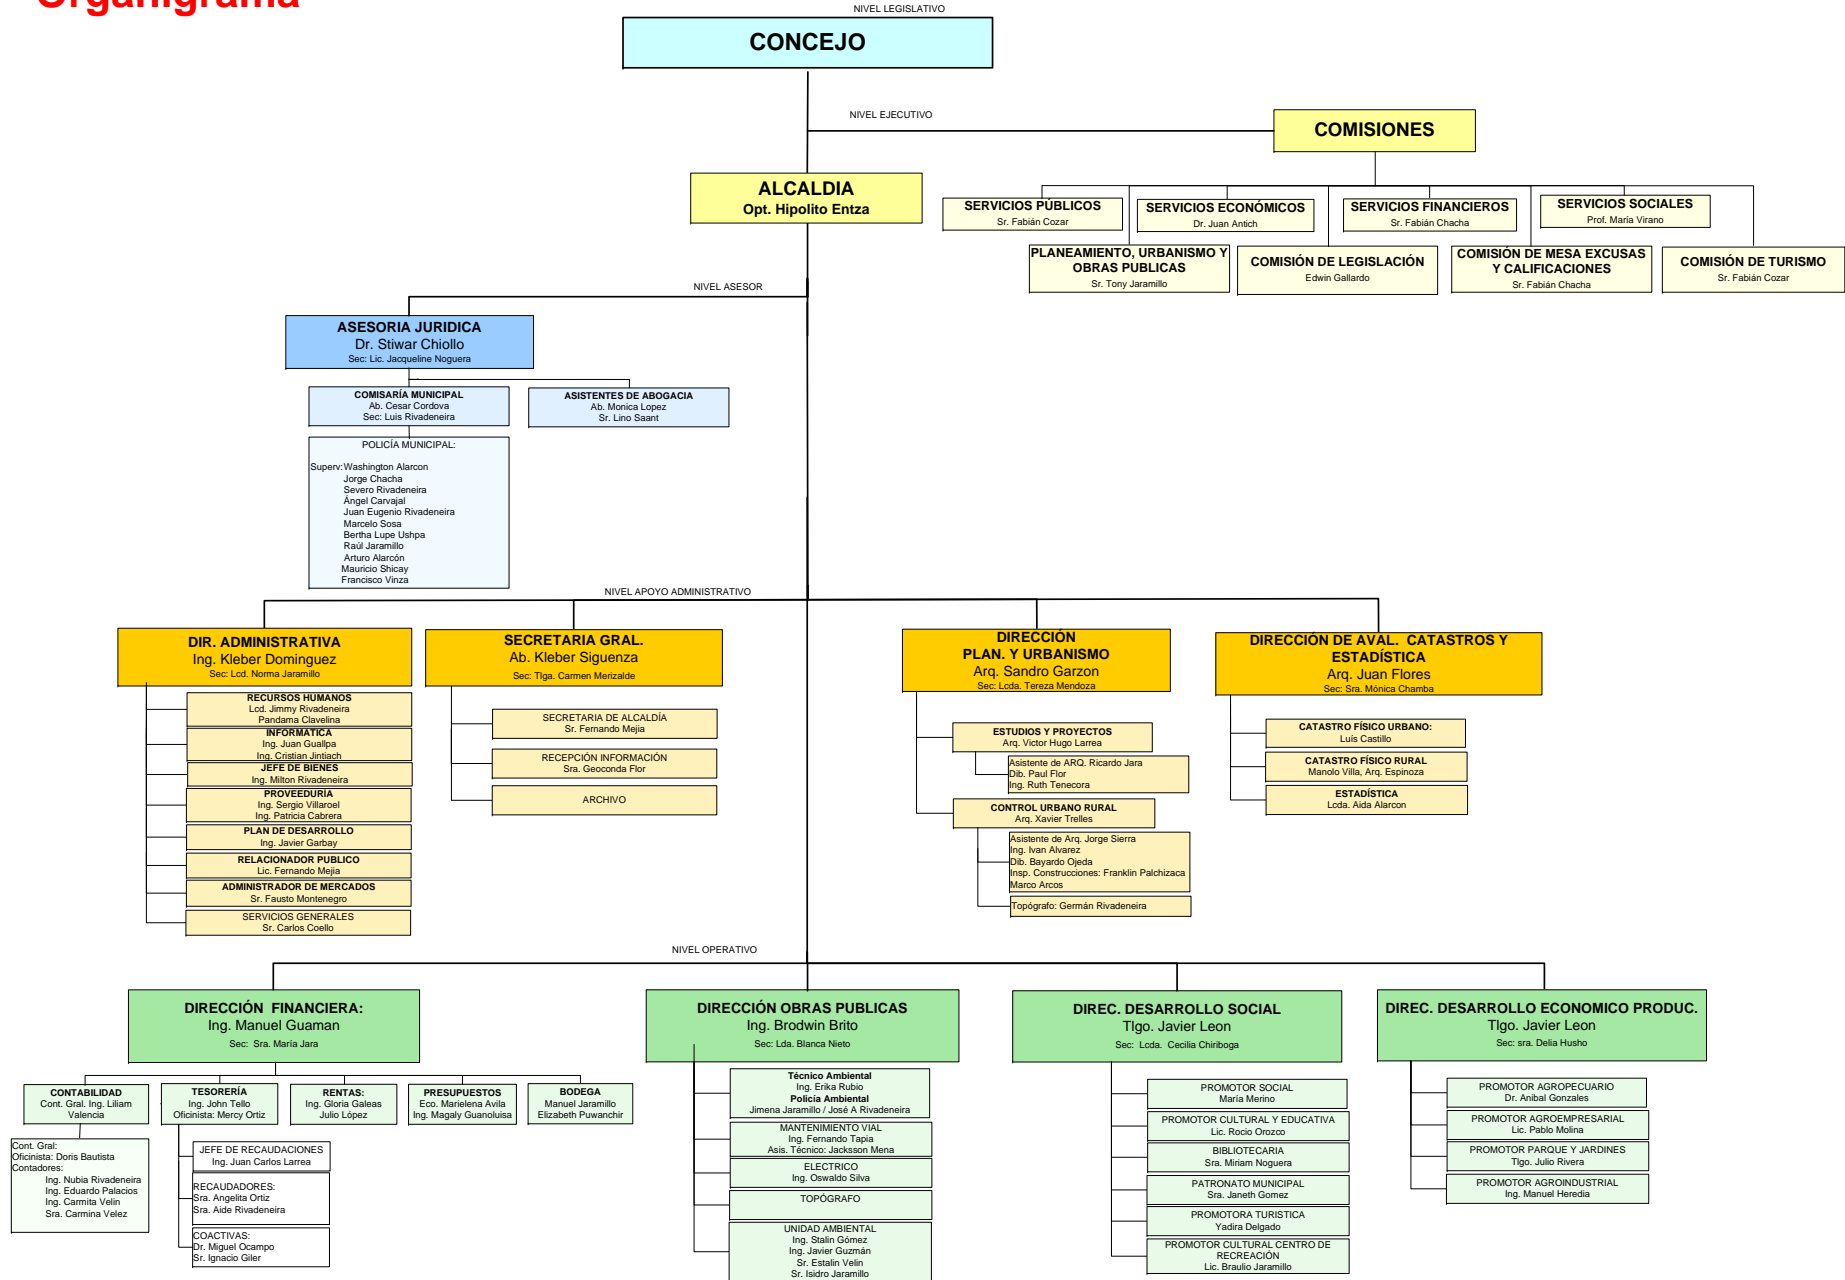 Organigrama
NIVEL LEGISLATIVO
CONCEJO
NIVEL EJECUTIVO
COMISIONES
ALCALDIA
Opt. Hipolito Entza
SERVICIOS PÚBLICOS
Sr. Fabián Cozar
SERVICIOS ECONÓMICOS
Dr. Juan Antich
SERVICIOS FINANCIEROS
Sr. Fabián Chacha
SERVICIOS SOCIALES
Prof. María Virano
PLANEAMIENTO, URBANISMO Y
OBRAS PUBLICAS
Sr. Tony Jaramillo
COMISIÓN DE LEGISLACIÓN
Edwin Gallardo
COMISIÓN DE MESA EXCUSAS
Y CALIFICACIONES
Sr. Fabián Chacha
COMISIÓN DE TURISMO
Sr. Fabián Cozar
NIVEL ASESOR
ASESORIA JURIDICA
Dr. Stiwar Chiollo
Sec: Lic. Jacqueline Noguera
COMISARÍA MUNICIPAL
Ab. Cesar Cordova
Sec: Luis Rivadeneira
ASISTENTES DE ABOGACIA
Ab. Monica Lopez
Sr. Lino Saant
POLICÍA MUNICIPAL:
Superv:Washington Alarcon
Jorge Chacha
Severo Rivadeneira
Ángel Carvajal
Juan Eugenio Rivadeneira
Marcelo Sosa
Bertha Lupe Ushpa
Raúl Jaramillo
Arturo Alarcón
Mauricio Shicay
Francisco Vinza
NIVEL APOYO ADMINISTRATIVO
DIR. ADMINISTRATIVA
Ing. Kleber Dominguez
Sec: Lcd. Norma Jaramillo
RECURSOS HUMANOS
Lcd. Jimmy Rivadeneira
Pandama Clavelina
INFORMATICA
Ing. Juan Guallpa
Ing. Cristian Jintiach
JEFE DE BIENES
Ing. Milton Rivadeneira
PROVEEDURÍA
Ing. Sergio Villaroel
Ing. Patricia Cabrera
PLAN DE DESARROLLO
Ing. Javier Garbay
RELACIONADOR PUBLICO
Lic. Fernando Mejia
ADMINISTRADOR DE MERCADOS
Sr. Fausto Montenegro
SERVICIOS GENERALES
Sr. Carlos Coello
SECRETARIA GRAL.
Ab. Kleber Siguenza
Sec: Tlga. Carmen Merizalde
SECRETARIA DE ALCALDÍA
Sr. Fernando Mejia
RECEPCIÓN INFORMACIÓN
Sra. Geoconda Flor
ARCHIVO
DIRECCIÓN
PLAN. Y URBANISMO
Arq. Sandro Garzon
Sec: Lcda. Tereza Mendoza
ESTUDIOS Y PROYECTOS
Arq. Victor Hugo Larrea
Asistente de ARQ. Ricardo Jara
Dib. Paul Flor
Ing. Ruth Tenecora
CONTROL URBANO RURAL
Arq. Xavier Trelles
Asistente de Arq. Jorge Sierra
Ing. Ivan Alvarez
Dib. Bayardo Ojeda
Insp. Construcciones: Franklin Palchizaca
Marco Arcos
Topógrafo: Germán Rivadeneira
DIRECCIÓN DE AVAL. CATASTROS Y
ESTADÍSTICA
Arq. Juan Flores
Sec: Sra. Mónica Chamba
CATASTRO FÍSICO URBANO:
Luís Castillo
CATASTRO FÍSICO RURAL
Manolo Villa, Arq. Espinoza
ESTADÍSTICA
Lcda. Aida Alarcon
NIVEL OPERATIVO
DIRECCIÓN FINANCIERA:
Ing. Manuel Guaman
Sec: Sra. María Jara
CONTABILIDAD
Cont. Gral. Ing. Liliam
Valencia
TESORERÍA
Ing. John Tello
Oficinista: Mercy Ortiz
RENTAS:
Ing. Gloria Galeas
Julio López
PRESUPUESTOS
Eco. Marielena Avila
Ing. Magaly Guanoluisa
BODEGA
Manuel Jaramillo
Elizabeth Puwanchir
Cont. Gral:
Oficinista: Doris Bautista
Contadores:
Ing. Nubia Rivadeneira
Ing. Eduardo Palacios
Ing. Carmita Velin
Sra. Carmina Velez
JEFE DE RECAUDACIONES
Ing. Juan Carlos Larrea
RECAUDADORES:
Sra. Angelita Ortiz
Sra. Aide Rivadeneira
COACTIVAS:
Dr. Miguel Ocampo
Sr. Ignacio Giler
DIRECCIÓN OBRAS PUBLICAS
Ing. Brodwin Brito
Sec: Lda. Blanca Nieto
Técnico Ambiental
Ing. Erika Rubio
Policía Ambiental
Jimena Jaramillo / José A Rivadeneira
MANTENIMIENTO VIAL
Ing. Fernando Tapia
Asis. Técnico: Jacksson Mena
ELECTRICO
Ing. Oswaldo Silva
TOPÓGRAFO
UNIDAD AMBIENTAL
Ing. Stalin Gómez
Ing. Javier Guzmán
Sr. Estalin Velin
Sr. Isidro Jaramillo
DIREC. DESARROLLO SOCIAL
Tlgo. Javier Leon
Sec: Lcda. Cecilia Chiriboga
PROMOTOR SOCIAL
María Merino
PROMOTOR CULTURAL Y EDUCATIVA
Lic. Rocio Orozco
BIBLIOTECARIA
Sra. Miriam Noguera
PATRONATO MUNICIPAL
Sra. Janeth Gomez
PROMOTORA TURISTICA
Yadira Delgado
PROMOTOR CULTURAL CENTRO DE
RECREACIÓN
Lic. Braulio Jaramillo
DIREC. DESARROLLO ECONOMICO PRODUC.
Tlgo. Javier Leon
Sec: sra. Delia Husho
PROMOTOR AGROPECUARIO
Dr. Anibal Gonzales
PROMOTOR AGROEMPRESARIAL
Lic. Pablo Molina
PROMOTOR PARQUE Y JARDINES
Tlgo. Julio Rivera
PROMOTOR AGROINDUSTRIAL
Ing. Manuel Heredia